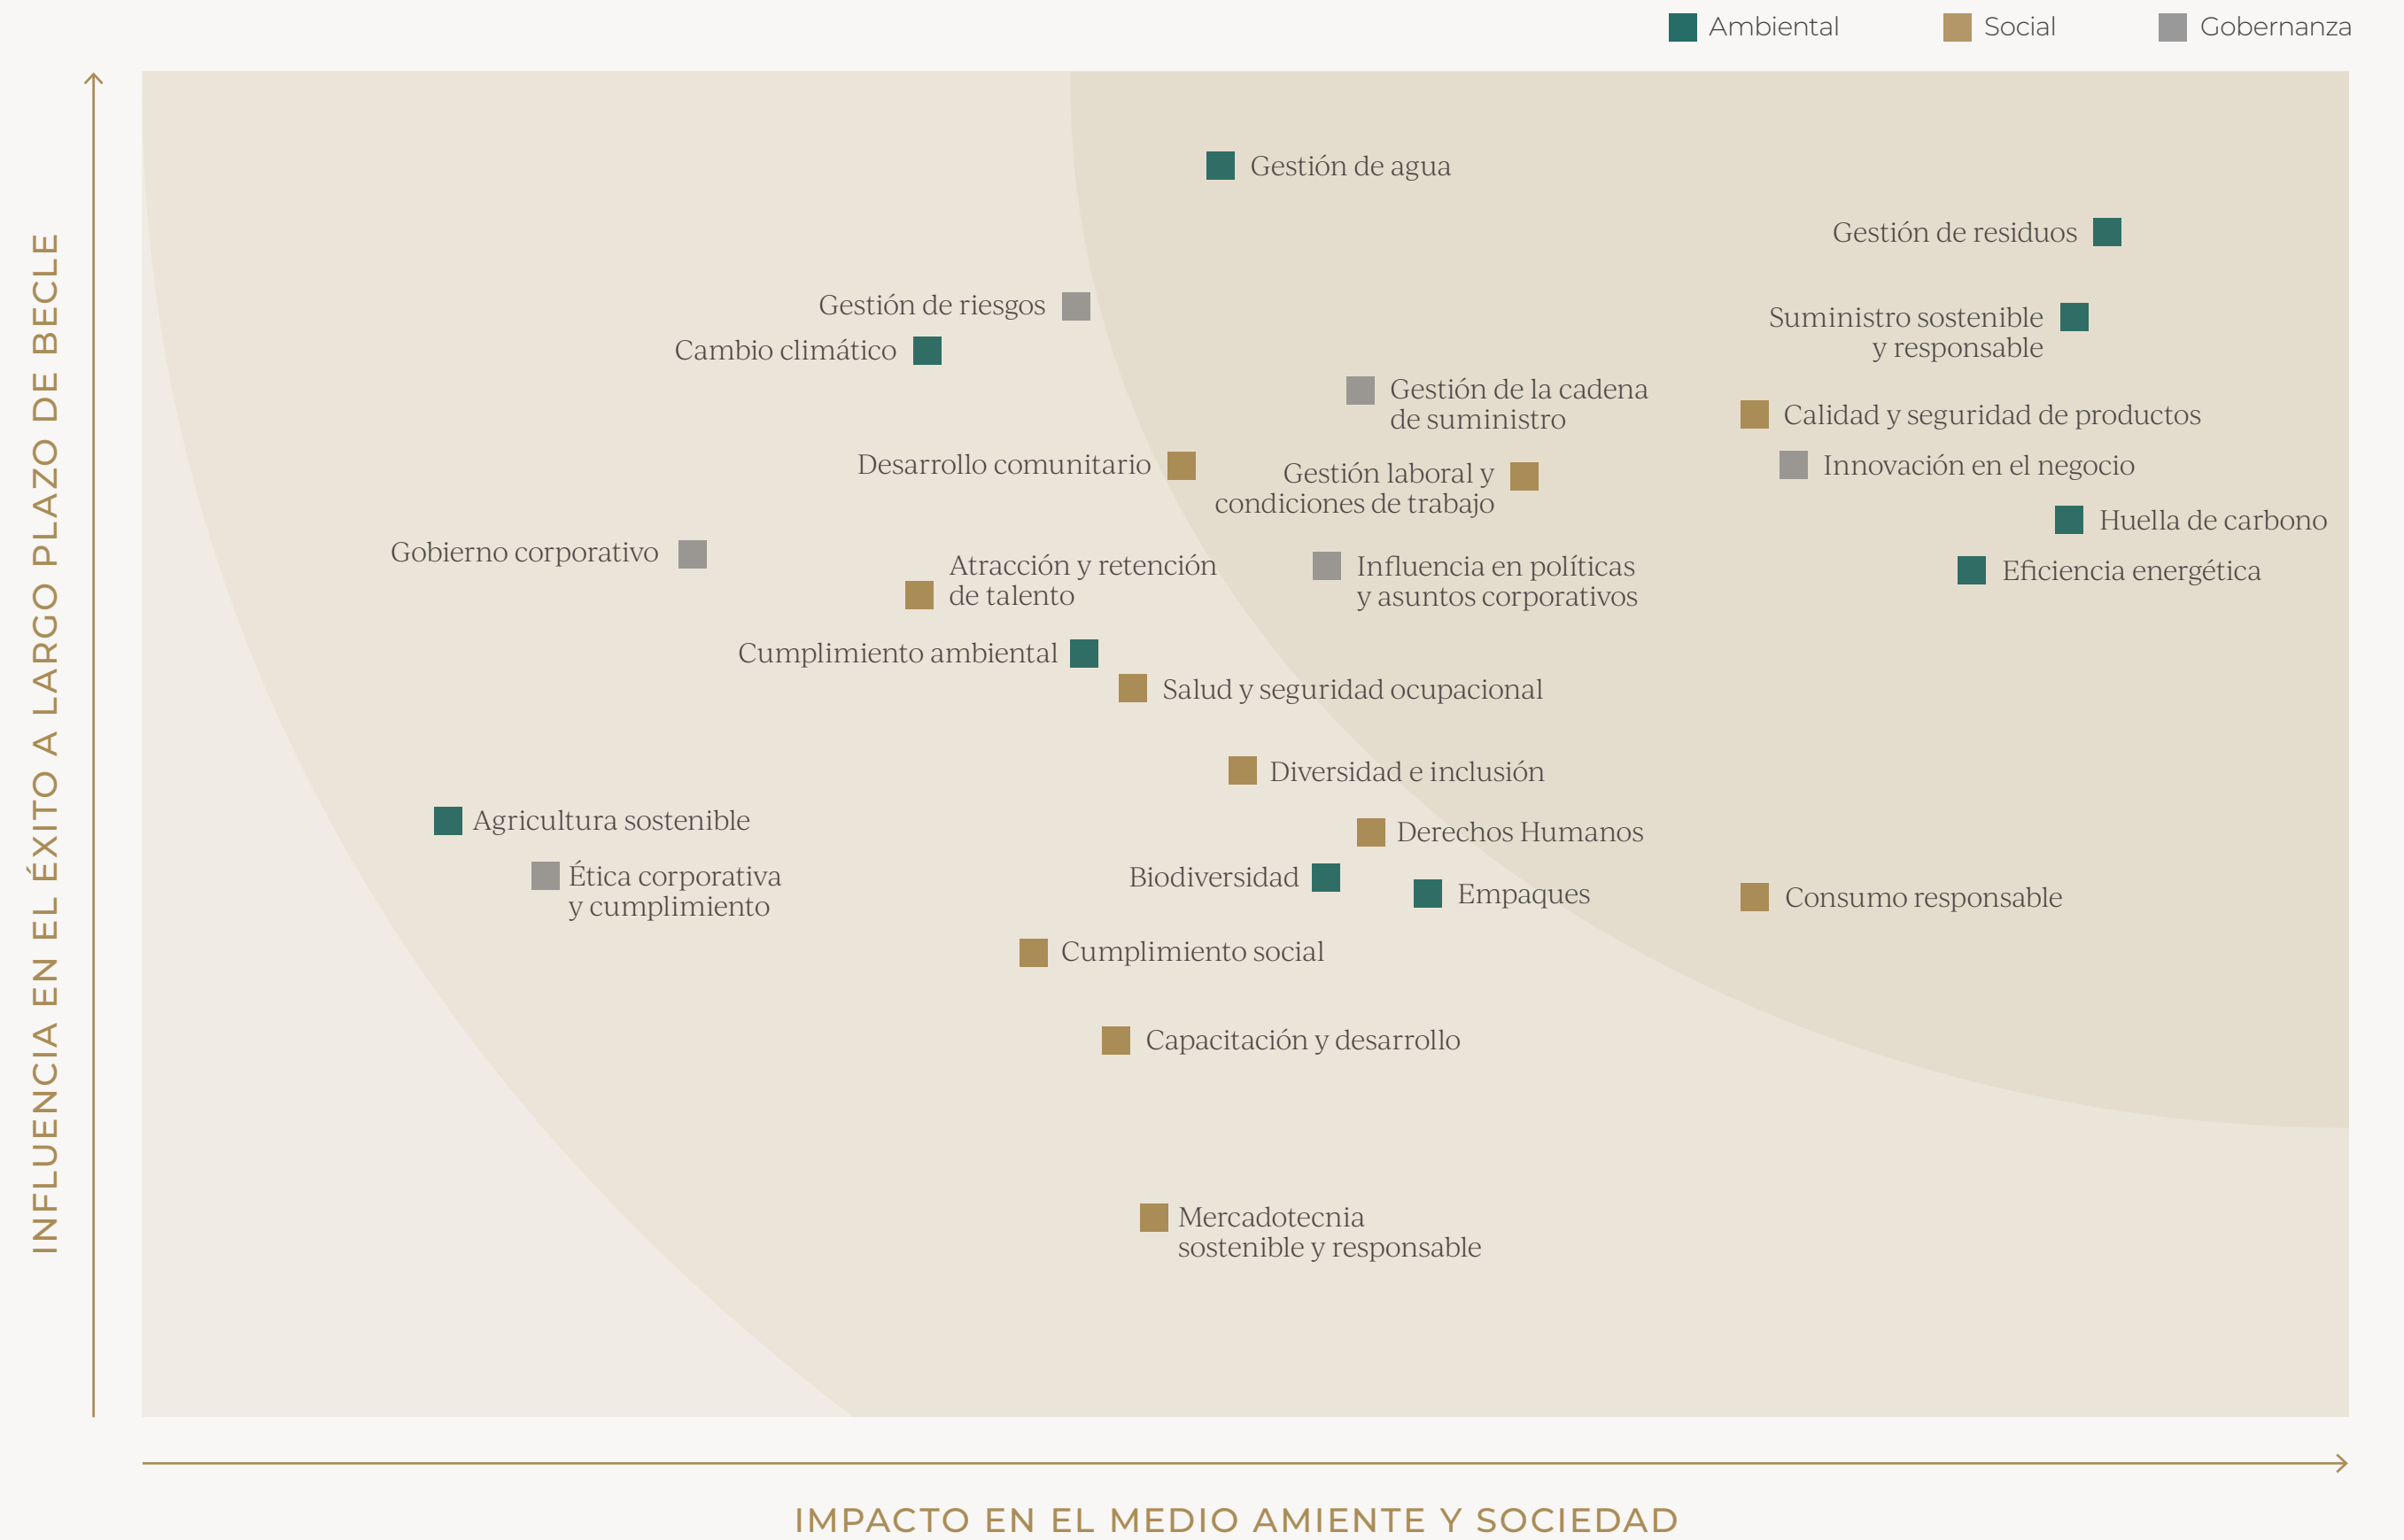 Ambiental
Social
Gobernanza
INFLUENCIA EN EL ÉXITO A LARGO PLAZO DE BECLE
Gestión de agua
Gestión de residuos
Gestión de riesgos
Suministro sostenible
y responsable
Cambio climático
Gestión de la cadena
de suministro
Calidad y seguridad de productos
Desarrollo comunitario
Gestión laboral y
condiciones de trabajo
Innovación en el negocio
Huella de carbono
Gobierno corporativo
Atracción y retención
de talento
Influencia en políticas
y asuntos corporativos
Eficiencia energética
Cumplimiento ambiental
Salud y seguridad ocupacional
Diversidad e inclusión
Agricultura sostenible
Derechos Humanos
Ética corporativa
y cumplimiento
Biodiversidad
Empaques
Consumo responsable
Cumplimiento social
Capacitación y desarrollo
Mercadotecnia
sostenible y responsable
IMPACTO EN EL MEDIO AMIENTE Y SOCIEDAD